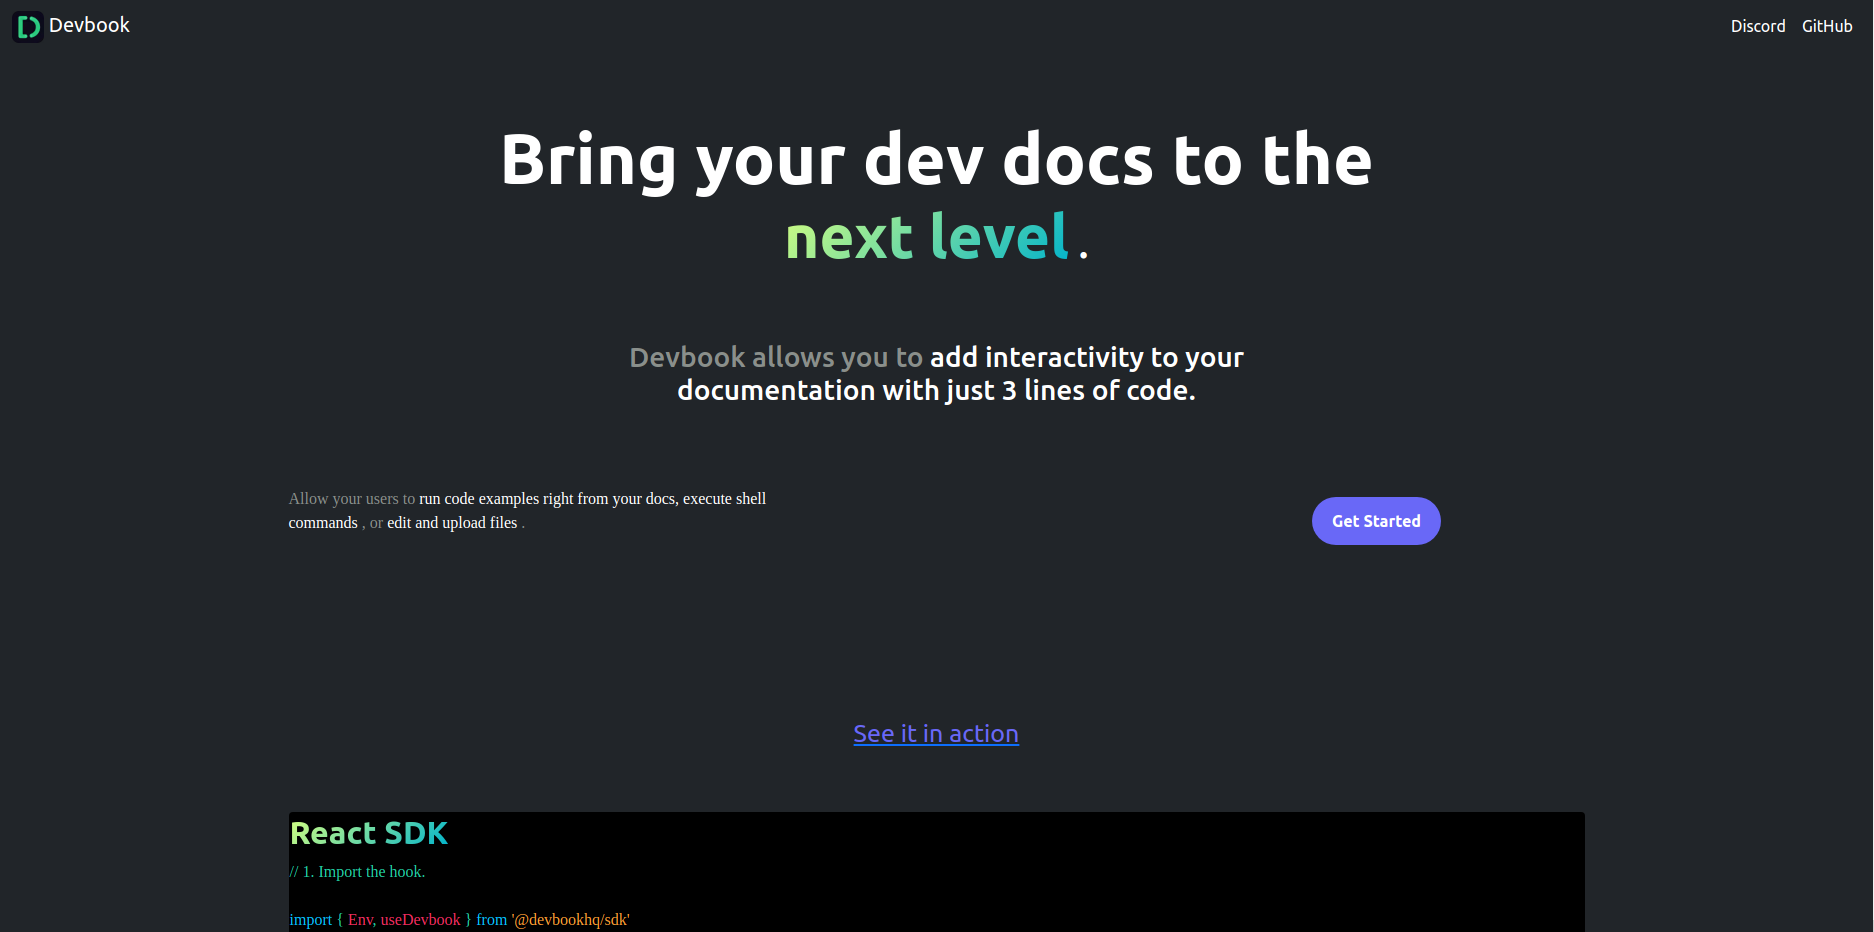 Devbook
Discord GitHub
Bring your dev docs to the
next level .
Devbook allows you to add interactivity to your
documentation with just 3 lines of code.
Allow your users to run code examples right from your docs, execute shell
commands , or edit and upload files .
Get Started
See it in action
React SDK
// 1. Import the hook.
import { Env, useDevbook } from '@devbookhq/sdk'